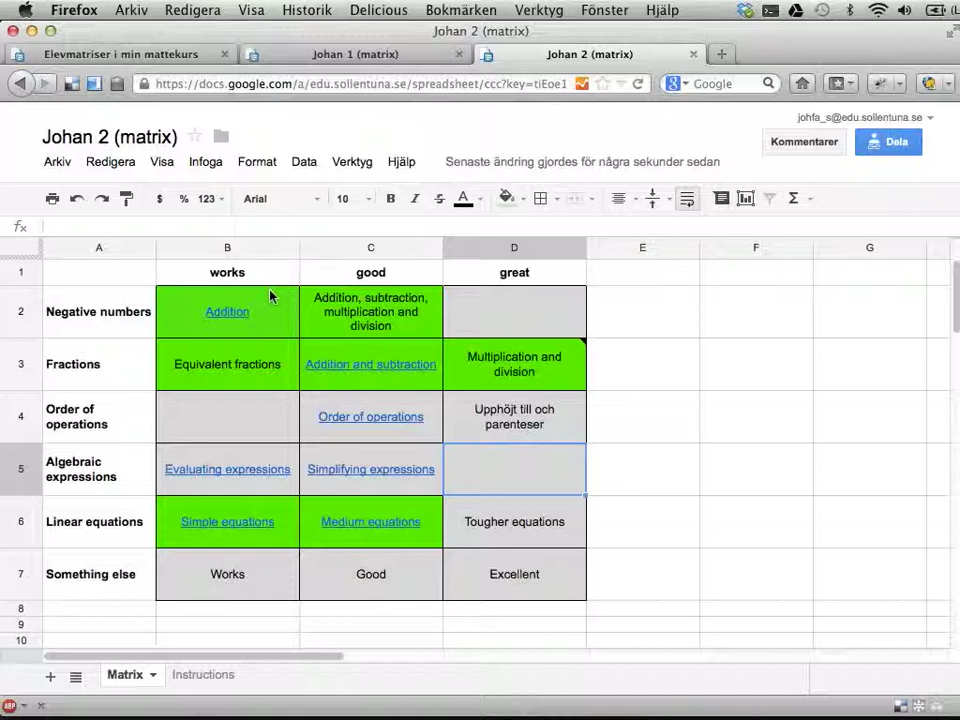 Firefox Arkiv Redigera Visa Historik Delicious Bokmärken Verktyg Fönster Hjälp
Johan 2 (matrix)
Elevmatriser i min mattekurs Johan 1 (matrix) Johan 2 (matrix)
https://docs.google.com/a/edu.sollentuna.se/spreadsheet/ccc?key=tiEoe1 Google
johfa_s@edu.sollentuna.se
Johan 2 (matrix)
Kommentarer Dela
Arkiv Redigera Visa Infoga Format Data Verktyg Hjälp Senaste ändring gjordes för några sekunder sedan
$ % 123 Arial 10 B I S A Σ
fx
A B C D E F G
1 works good great
2 Negative numbers Addition Addition, subtraction, multiplication and division
3 Fractions Equivalent fractions Addition and subtraction Multiplication and division
4 Order of operations Order of operations Upphöjt till och parenteser
5 Algebraic expressions Evaluating expressions Simplifying expressions
6 Linear equations Simple equations Medium equations Tougher equations
7 Something else Works Good Excellent
8
9
10
+ Matrix Instructions
ABP